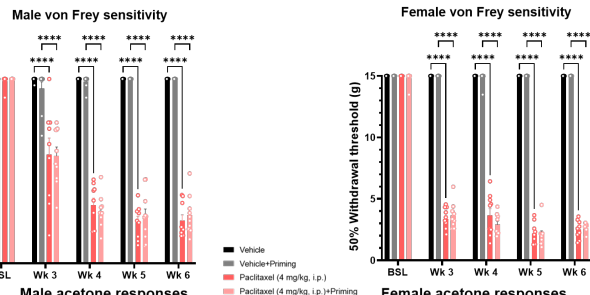 Male von Frey sensitivity
**** **** **** ****
**** **** **** ****
SL Wk 3 Wk 4 Wk 5 Wk 6
Male acetone responses
Vehicle
Vehicle+Priming
Paclitaxel (4 mg/kg, i.p.)
Paclitaxel (4 mg/kg, i.p.)+Priming
Female von Frey sensitivity
**** **** **** ****
**** **** **** ****
50% Withdrawal threshold (g)
15
10
5
0
BSL Wk 3 Wk 4 Wk 5 Wk 6
Female acetone responses